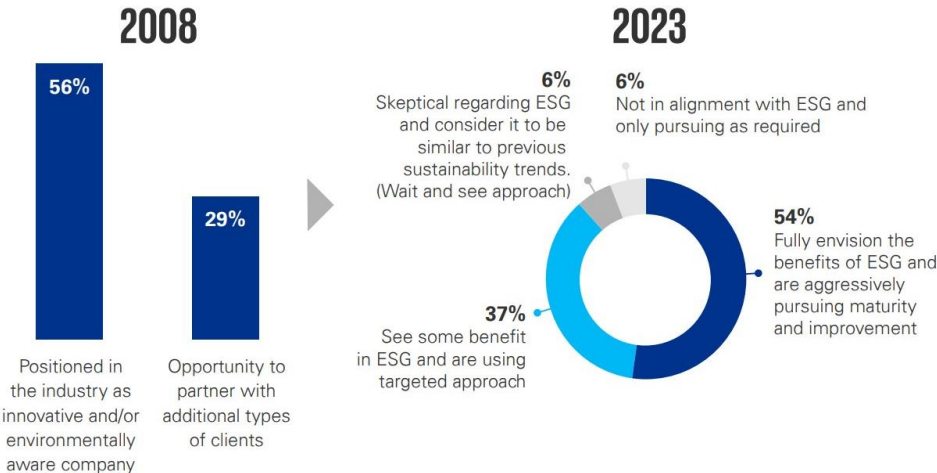 2008
56%
29%
Positioned in
the industry as
innovative and/or
environmentally
aware company
Opportunity to
partner with
additional types
of clients
2023
6%
Skeptical regarding ESG
and consider it to be
similar to previous
sustainability trends.
(Wait and see approach)
6%
Not in alignment with ESG and
only pursuing as required
54%
Fully envision the
benefits of ESG and
are aggressively
pursuing maturity
and improvement
37%
See some benefit
in ESG and are using
targeted approach